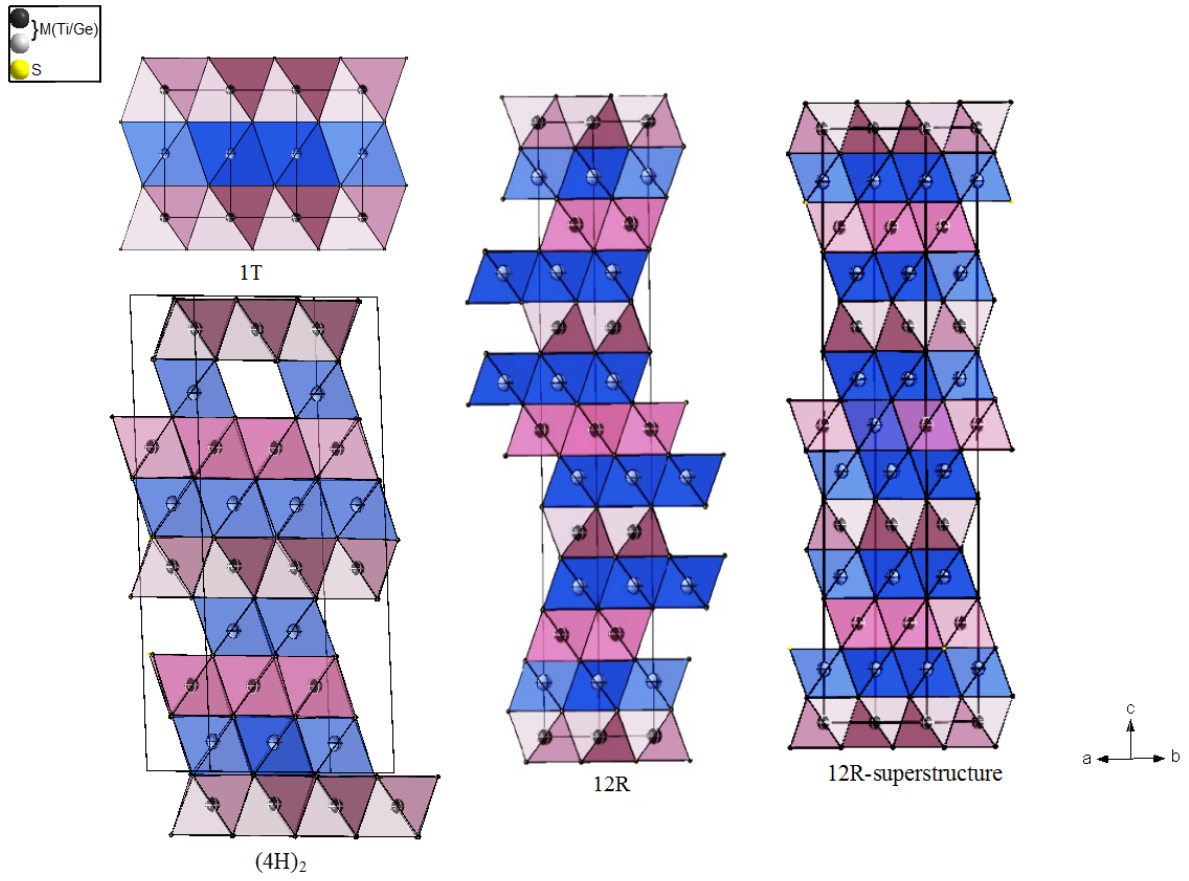 }M(Ti/Ge)
S
1T
(4H)₂
12R
12R-superstructure
c
a b